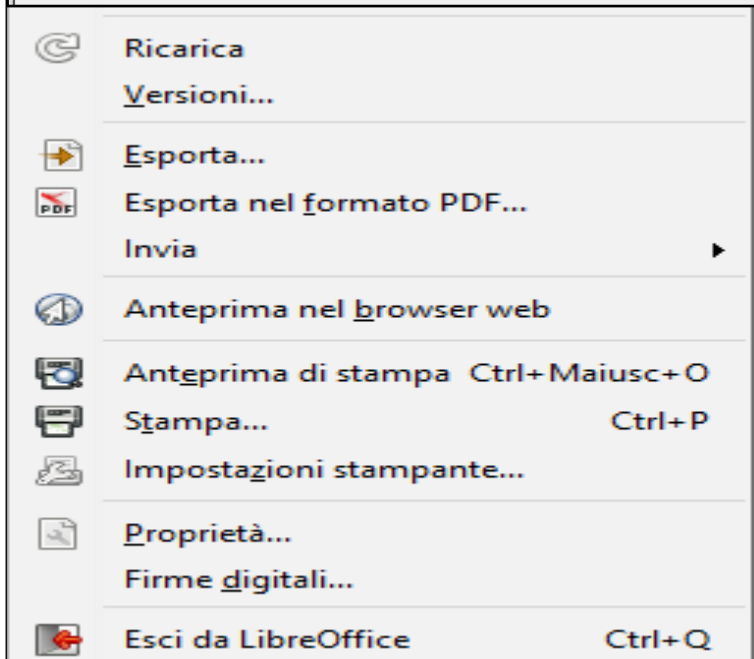 Ricarica
Versioni...
Esporta...
PDF Esporta nel formato PDF...
Invia
Anteprima nel browser web
Anteprima di stampa Ctrl+Maiusc+O
Stampa... Ctrl+P
Impostazioni stampante...
Proprietà...
Firme digitali...
Esci da LibreOffice Ctrl+Q